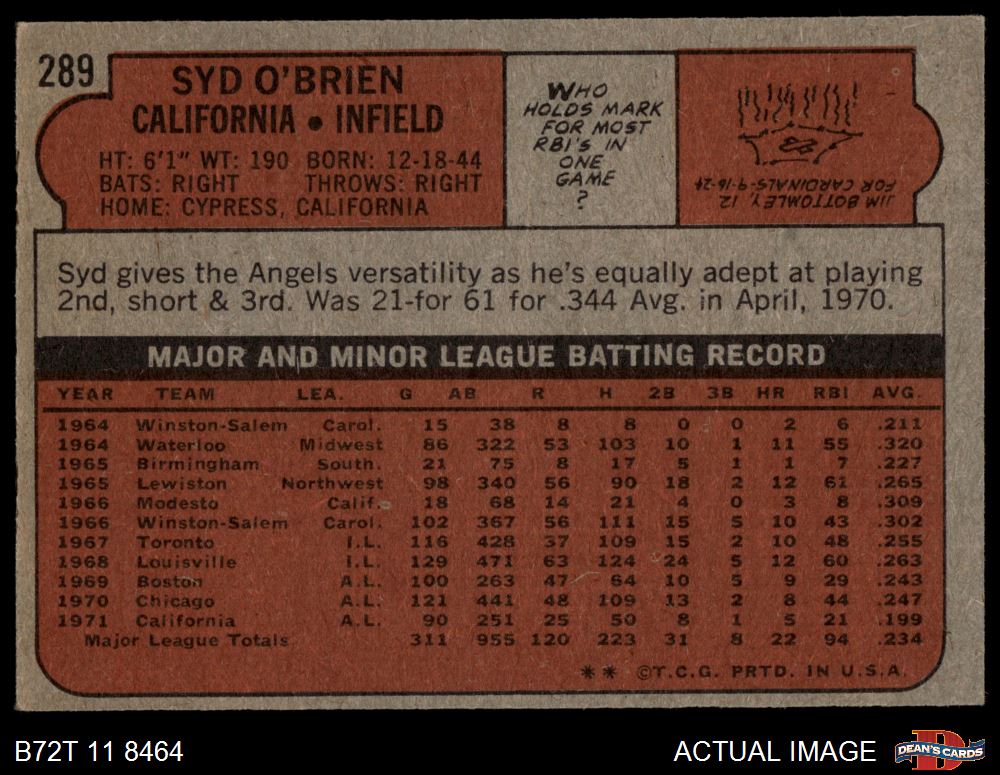 289
SYD O'BRIEN
CALIFORNIA • INFIELD
HT: 6'1" WT: 190 BORN: 12-18-44
BATS: RIGHT THROWS: RIGHT
HOME: CYPRESS, CALIFORNIA
WHO
HOLDS MARK
FOR MOST
RBI'S IN
ONE
GAME
?
JIM BOTTOMLEY, 12
FOR CARDINALS-9-16-24
Syd gives the Angels versatility as he's equally adept at playing
2nd, short & 3rd. Was 21-for 61 for .344 Avg. in April, 1970.
MAJOR AND MINOR LEAGUE BATTING RECORD
YEAR TEAM LEA. G AB R H 2B 3B HR RBI AVG.
1964 Winston-Salem Carol. 15 38 8 8 0 0 2 6 .211
1964 Waterloo Midwest 86 322 53 103 10 1 11 55 .320
1965 Birmingham South. 21 75 8 17 5 1 1 7 .227
1965 Lewiston Northwest 98 340 56 90 18 2 12 61 .265
1966 Modesto Calif. 18 68 14 21 4 0 3 8 .309
1966 Winston-Salem Carol. 102 367 56 111 15 5 10 43 .302
1967 Toronto I.L. 116 428 37 109 15 2 10 48 .255
1968 Louisville I.L. 129 471 63 124 24 5 12 60 .263
1969 Boston A.L. 100 263 47 64 10 5 9 29 .243
1970 Chicago A.L. 121 441 48 109 13 2 8 44 .247
1971 California A.L. 90 251 25 50 8 1 5 21 .199
Major League Totals 311 955 120 223 31 8 22 94 .234
** ©T.C.G. PRTD. IN U.S.A.
B72T 11 8464
ACTUAL IMAGE
DEAN'S CARDS